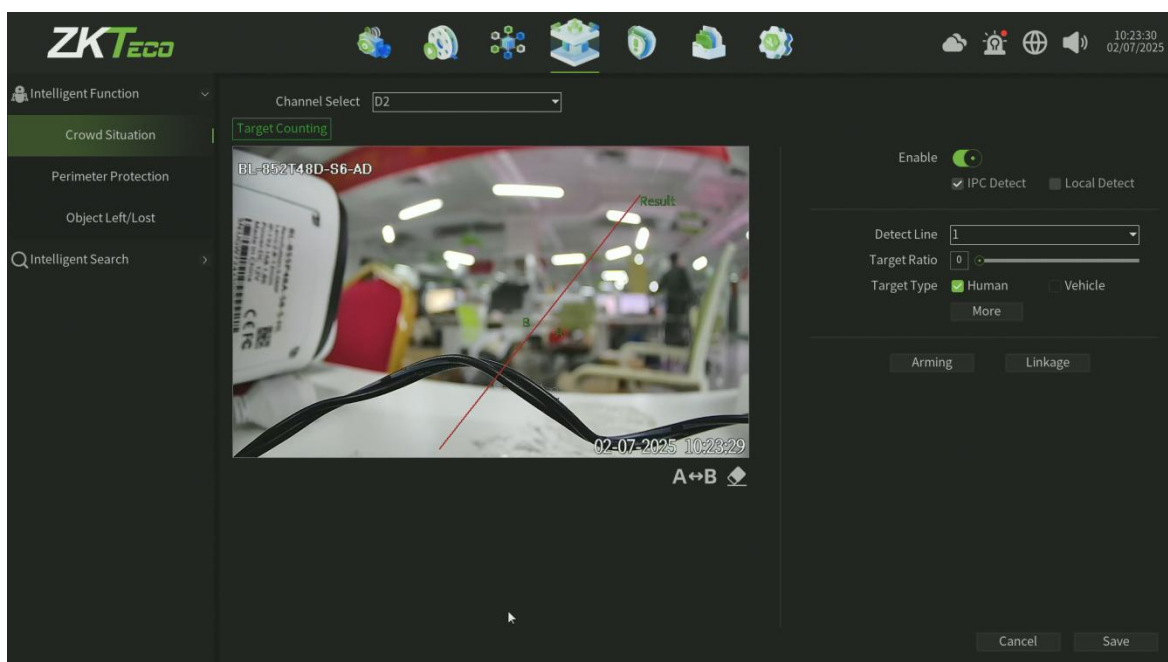 ZKTECO
10:23:30
02/07/2025
Intelligent Function
Crowd Situation
Perimeter Protection
Object Left/Lost
Intelligent Search
Channel Select D2
Target Counting
BL-852T48D-S6-AD
Result
B
02-07-2025 10:23:29
A↔B
Enable
IPC Detect Local Detect
Detect Line 1
Target Ratio 0
Target Type Human Vehicle
More
Arming Linkage
Cancel Save